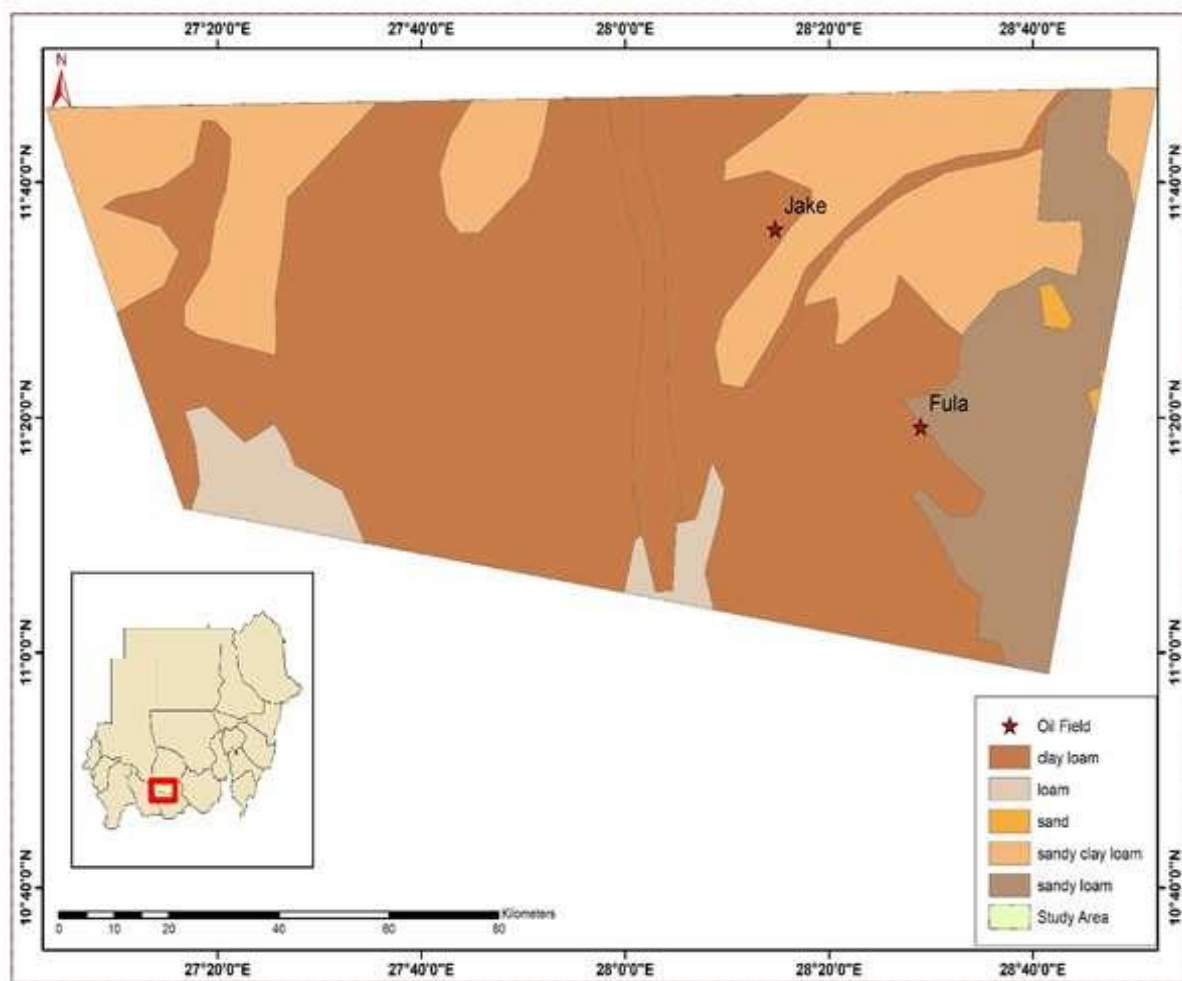 27°20'0"E 27°40'0"E 28°0'0"E 28°20'0"E 28°40'0"E
N
11°40'0"N 11°40'0"N
Jake
11°20'0"N 11°20'0"N
Fula
11°0'0"N 11°0'0"N
Oil Field
clay loam
loam
sand
sandy clay loam
sandy loam
Study Area
10°40'0"N 10°40'0"N
Kilometers
0 10 20 40 60 80
27°20'0"E 27°40'0"E 28°0'0"E 28°20'0"E 28°40'0"E